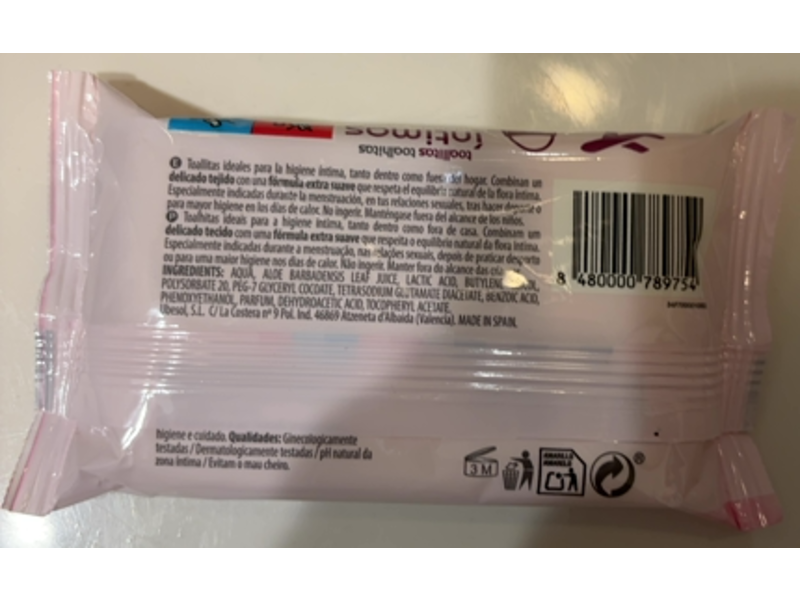 íntimas
toallitas toalhitas
E Toallitas ideales para la higiene íntima, tanto dentro como fuera del hogar. Combinan un
delicado tejido con una fórmula extra suave que respeta el equilibrio natural de la flora íntima.
Especialmente indicadas durante la menstruación, en tus relaciones sexuales, tras hacer deporte o
para mayor higiene en los días de calor. No ingerir. Manténgase fuera del alcance de los niños.
P Toalhitas ideais para a higiene íntima, tanto dentro como fora de casa. Combinam um
delicado tecido com uma fórmula extra suave que respeita o equilíbrio natural da flora íntima.
Especialmente indicadas durante a menstruação, nas relações sexuais, depois de praticar desporto
ou para uma maior higiene nos dias de calor. Não ingerir. Manter fora do alcance das
INGREDIENTS: AQUA, ALOE BARBADENSIS LEAF JUICE, LACTIC ACID,
POLYSORBATE 20, PEG-7 GLYCERYL COCOATE, TETRASODIUM GLUTAMATE DIACETATE, BENZOIC ACID,
PHENOXYETHANOL, PARFUM, DEHYDROACETIC ACID, TOCOPHERYL ACETATE.
Ubesol, S.L. C/ La Costera nº 9 Pol. Ind. 46869 Atzeneta d'Albaida (Valencia). MADE IN SPAIN.
8 480000 789754
higiene e cuidado. Qualidades: Ginecologicamente
testadas / Dermatologicamente testadas / pH natural da
zona íntima / Evitam o mau cheiro.
3 M
AMARILLO
AMARELO
®